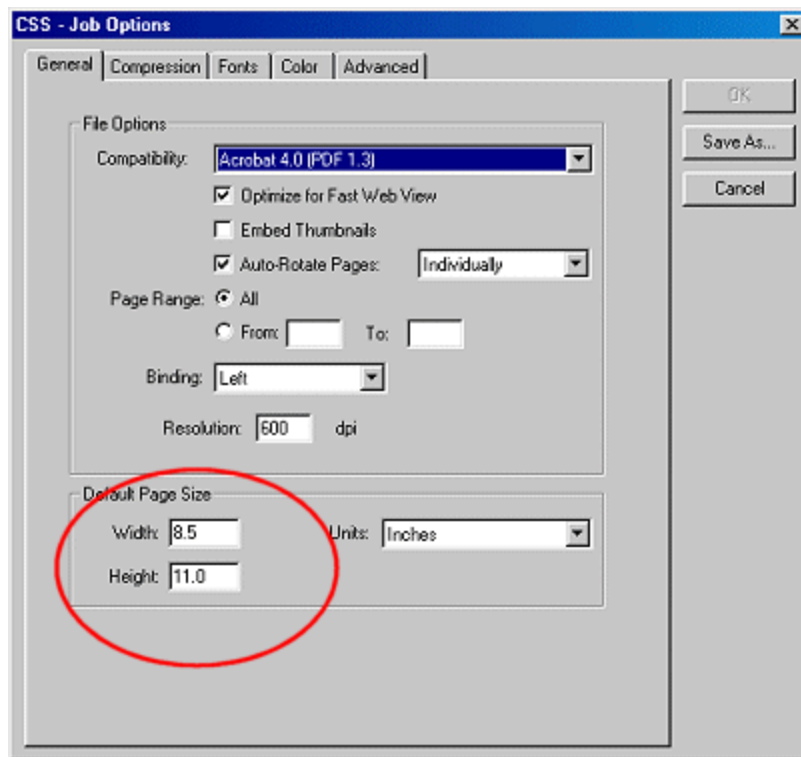 CSS - Job Options
General Compression Fonts Color Advanced
OK
File Options
Save As...
Compatibility: Acrobat 4.0 (PDF 1.3)
Cancel
Optimize for Fast Web View
Embed Thumbnails
Auto-Rotate Pages: Individually
Page Range: All
From: To:
Binding: Left
Resolution: 600 dpi
Default Page Size
Width: 8.5 Units: Inches
Height: 11.0